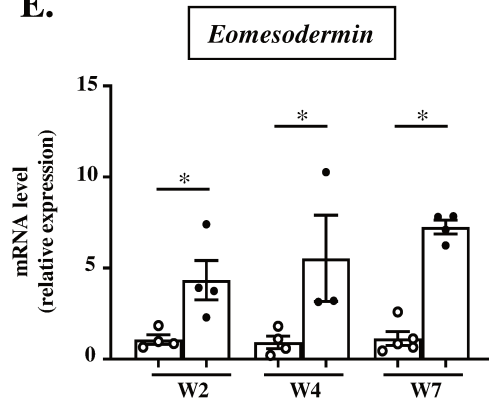 E.
Eomesodermin
mRNA level
(relative expression)
15
10
5
0
*
*
*
W2
W4
W7